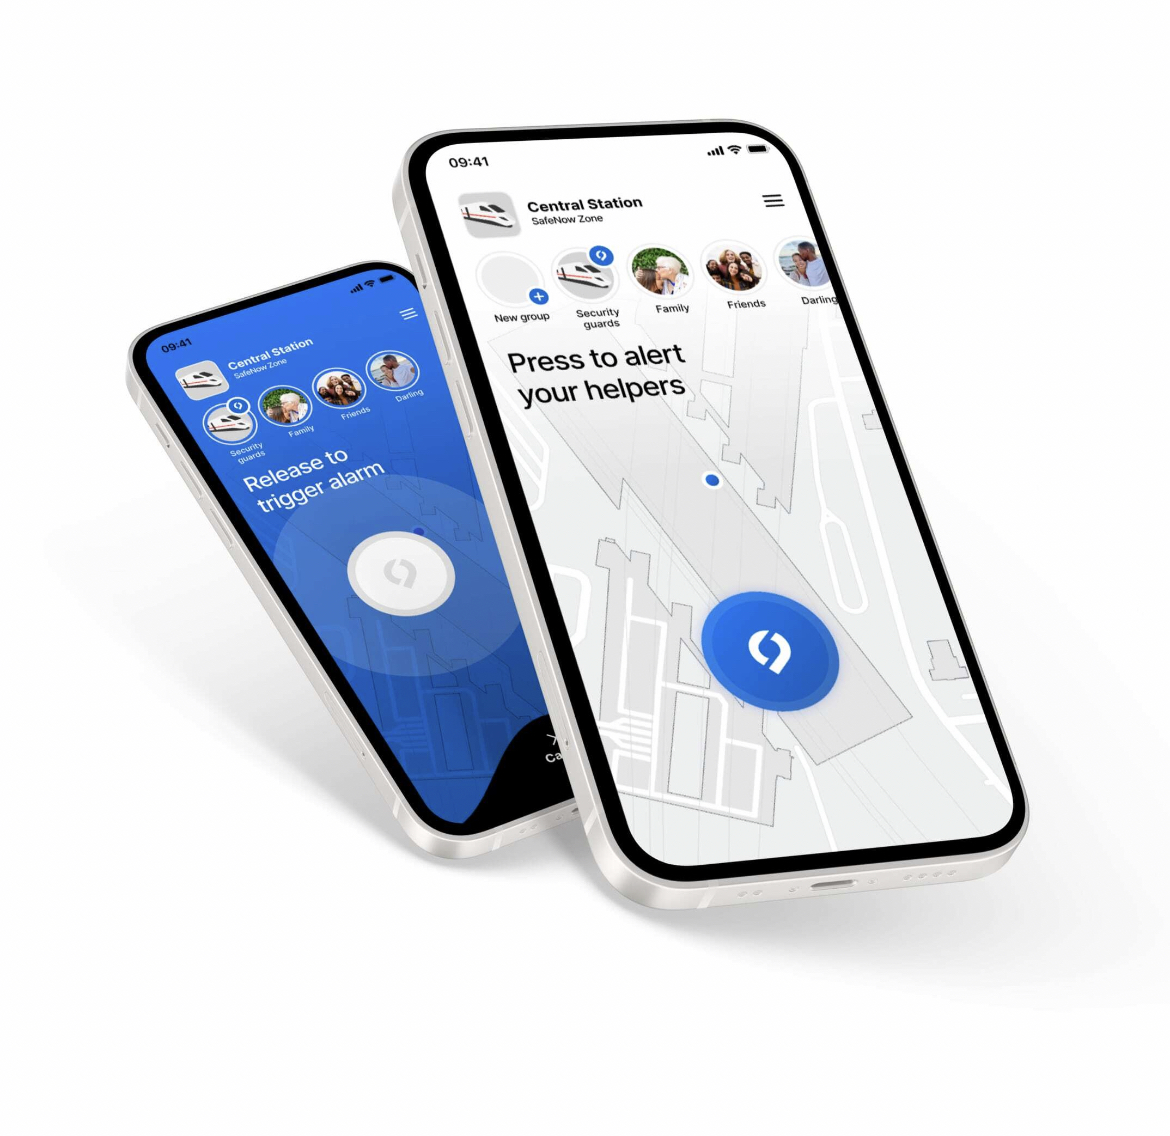 09:41
Central Station
SafeNow Zone
New group
Security
guards
Family
Friends
Darling
Press to alert
your helpers
09:41
Central Station
SafeNow Zone
Security
guards
Family
Friends
Darling
Release to
trigger alarm